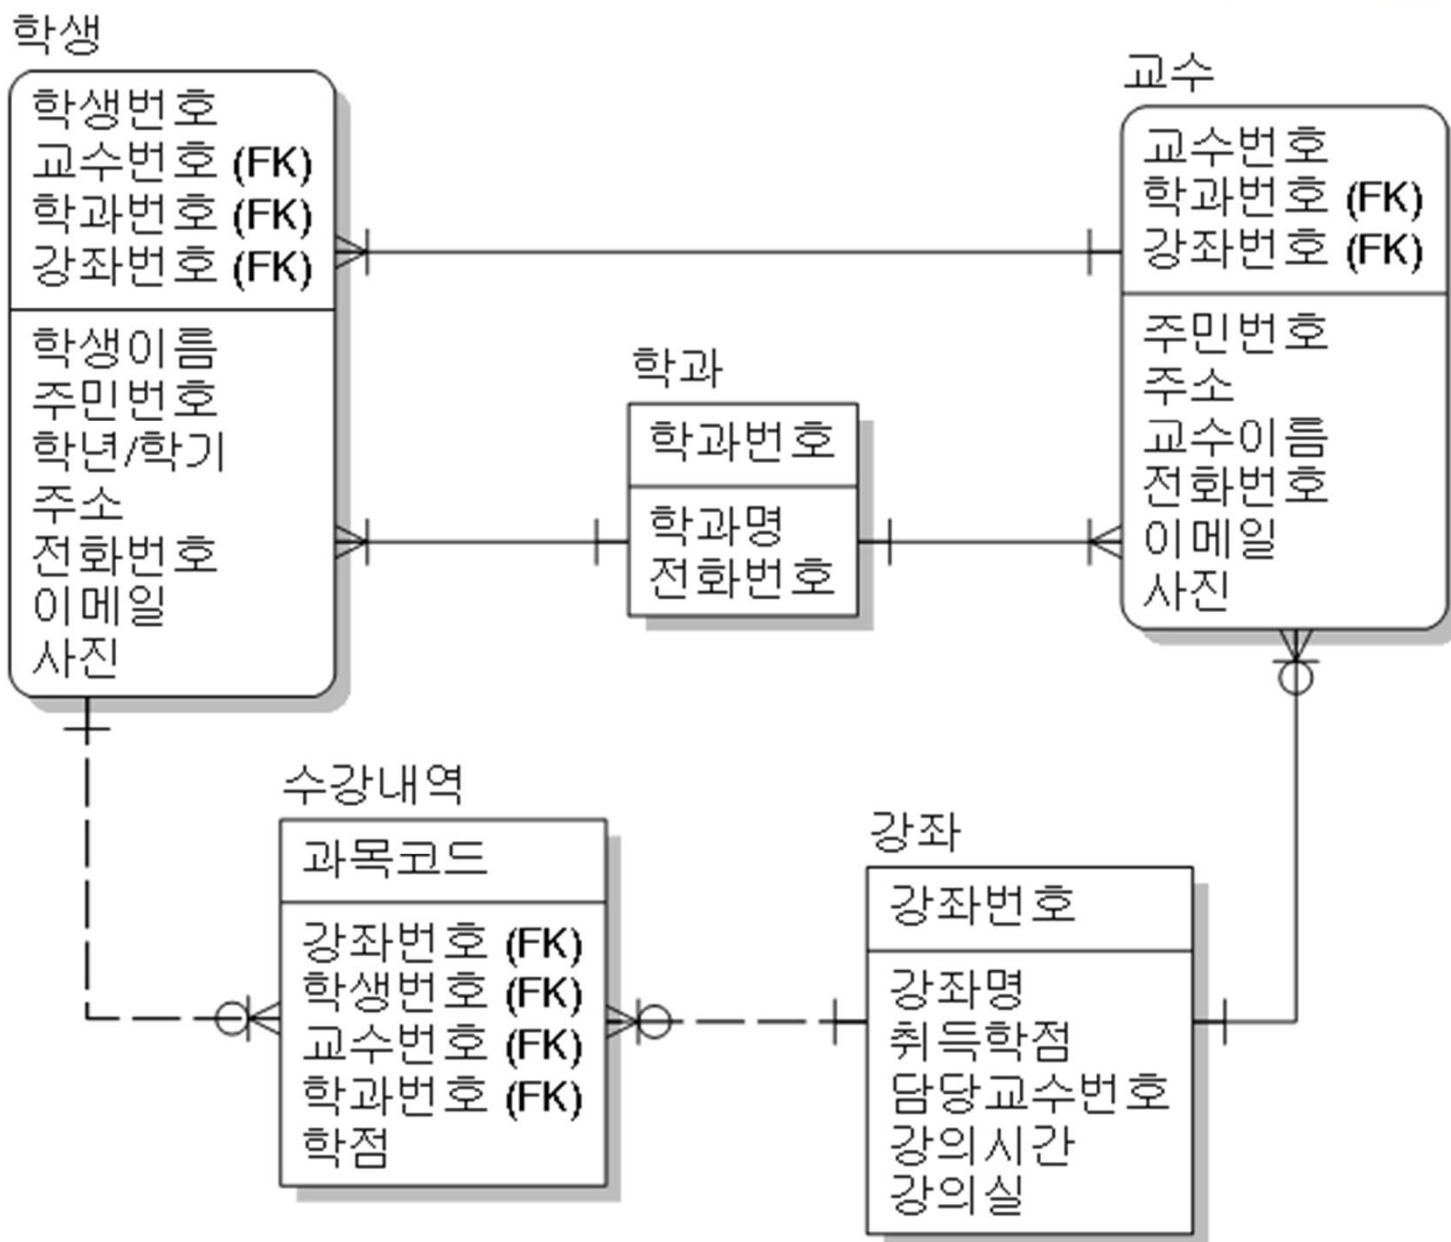 학생
학생번호
교수번호 (FK)
학과번호 (FK)
강좌번호 (FK)
학생이름
주민번호
학년/학기
주소
전화번호
이메일
사진
교수
교수번호
학과번호 (FK)
강좌번호 (FK)
주민번호
주소
교수이름
전화번호
이메일
사진
학과
학과번호
학과명
전화번호
수강내역
과목코드
강좌번호 (FK)
학생번호 (FK)
교수번호 (FK)
학과번호 (FK)
학점
강좌
강좌번호
강좌명
취득학점
담당교수번호
강의시간
강의실